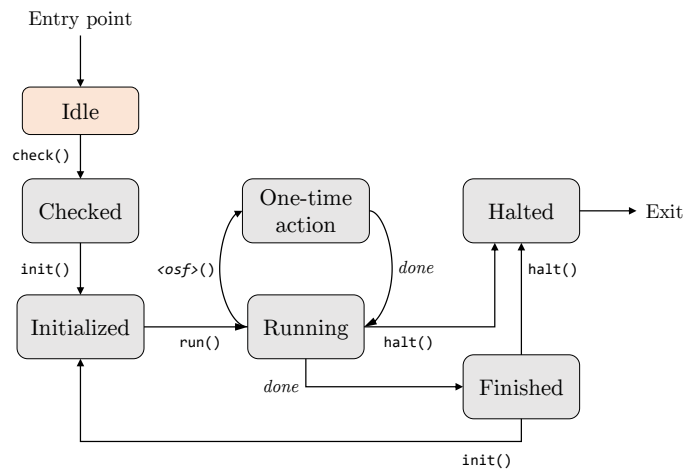 Entry point
Idle
check()
Checked
One-time
action
Halted
Exit
init()
<osf>()
done
halt()
Initialized
Running
run()
halt()
done
Finished
init()